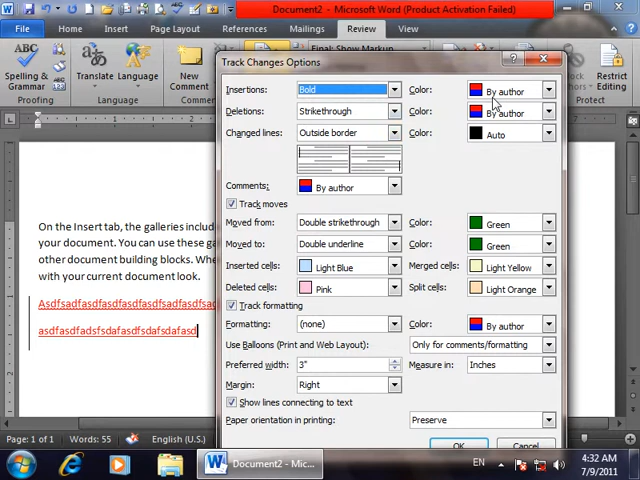 Document2 - Microsoft Word (Product Activation Failed)
File Home Insert Page Layout References Mailings Review View
Final: Show Markup
Spelling & Grammar
Translate
Language
New Comment
Restrict Editing
Protect
Track Changes Options
Insertions: Bold Color: By author
Deletions: Strikethrough Color: By author
Changed lines: Outside border Color: Auto
Comments: By author
Track moves
Moved from: Double strikethrough Color: Green
Moved to: Double underline Color: Green
Inserted cells: Light Blue Merged cells: Light Yellow
Deleted cells: Pink Split cells: Light Orange
Track formatting
Formatting: (none) Color: By author
Use Balloons (Print and Web Layout): Only for comments/formatting
Preferred width: 3" Measure in: Inches
Margin: Right
Show lines connecting to text
Paper orientation in printing: Preserve
OK Cancel
On the Insert tab, the galleries
your document. You can use these
other document building blocks.
with your current document look.
asdfasdfadsfsdafasdfsdafsdafasd
Page: 1 of 1 Words: 55 English (U.S.)
Document2 - Mic...
EN
4:32 AM
7/9/2011